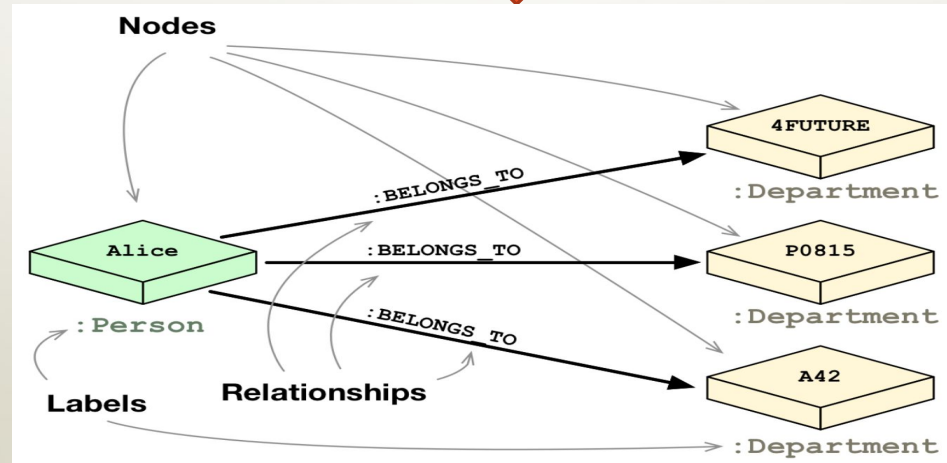 Nodes
4FUTURE
:BELONGS_TO
:Department
Alice
:BELONGS_TO
P0815
:Person
:BELONGS_TO
:Department
Labels
Relationships
A42
:Department